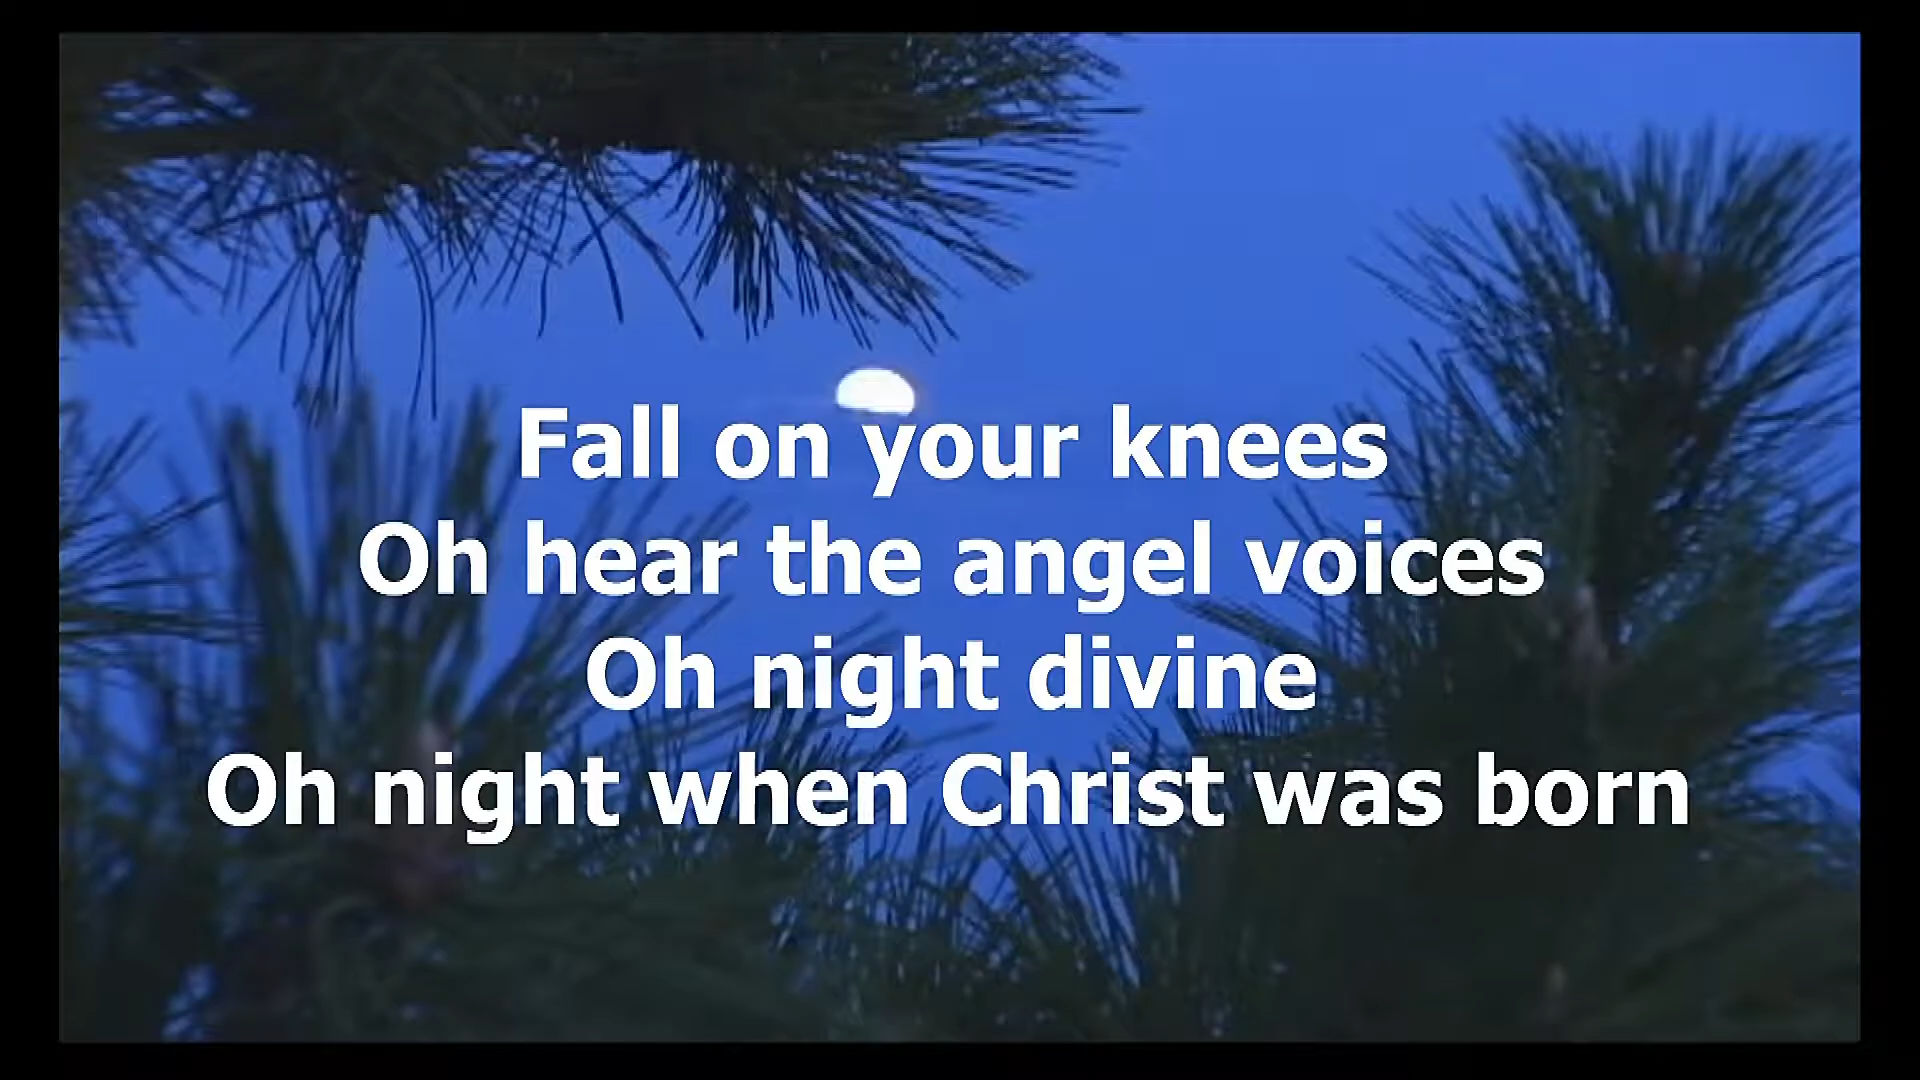 Fall on your knees
Oh hear the angel voices
Oh night divine
Oh night when Christ was born